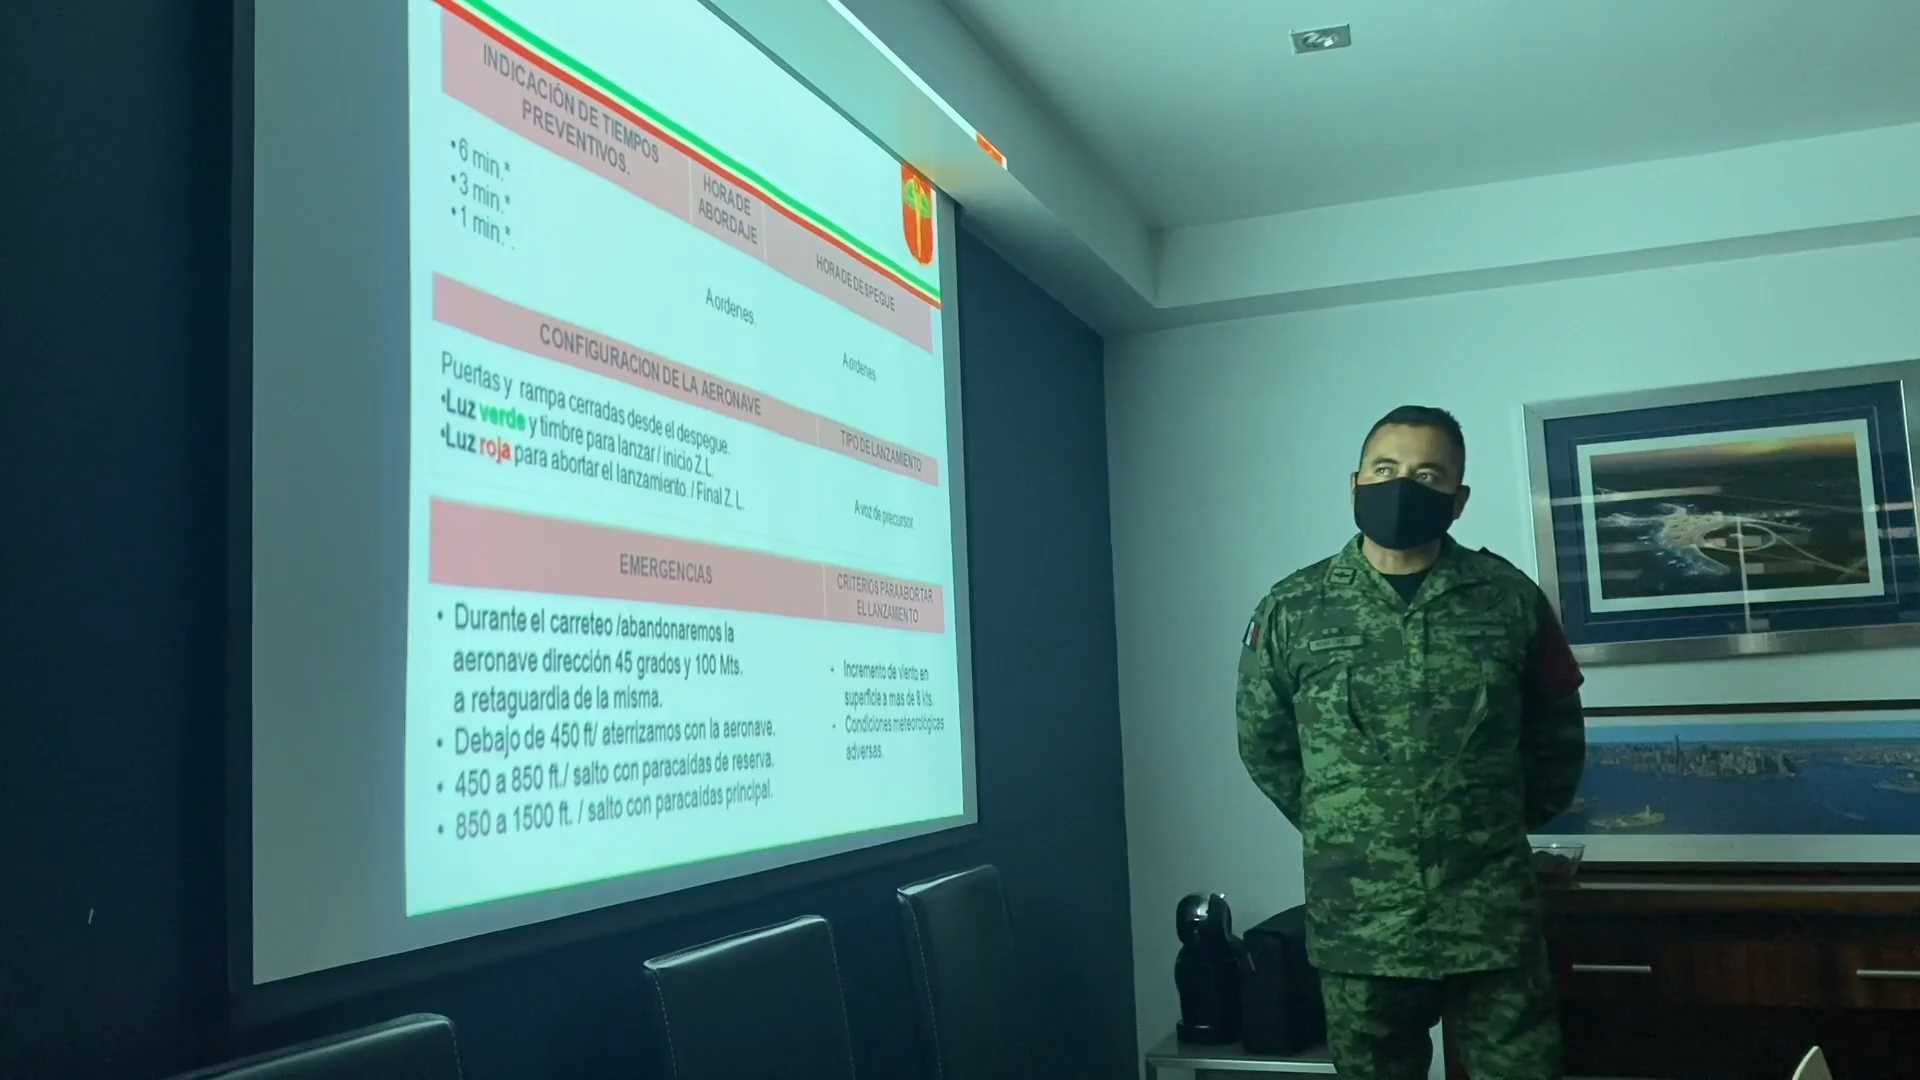 INDICACIÓN DE TIEMPOS
PREVENTIVOS.
HORA DE
ABORDAJE
HORA DE DESPEGUE
•6 min.*
•3 min.*
•1 min.*.
A ordenes.
A ordenes.
CONFIGURACION DE LA AERONAVE
TIPO DE LANZAMIENTO
Puertas y rampa cerradas desde el despegue.
•Luz verde y timbre para lanzar / inicio Z.L.
•Luz roja para abortar el lanzamiento. / Final Z. L.
A voz de precursor
EMERGENCIAS
CRITERIOS PARA ABORTAR
EL LANZAMIENTO
• Durante el carreteo /abandonaremos la
aeronave dirección 45 grados y 100 Mts.
a retaguardia de la misma.
• Debajo de 450 ft/ aterrizamos con la aeronave.
• 450 a 850 ft./ salto con paracaídas de reserva.
• 850 a 1500 ft. / salto con paracaídas principal.
• Incremento de viento en
superficie a mas de 8 kts.
• Condiciones meteorológicas
adversas.